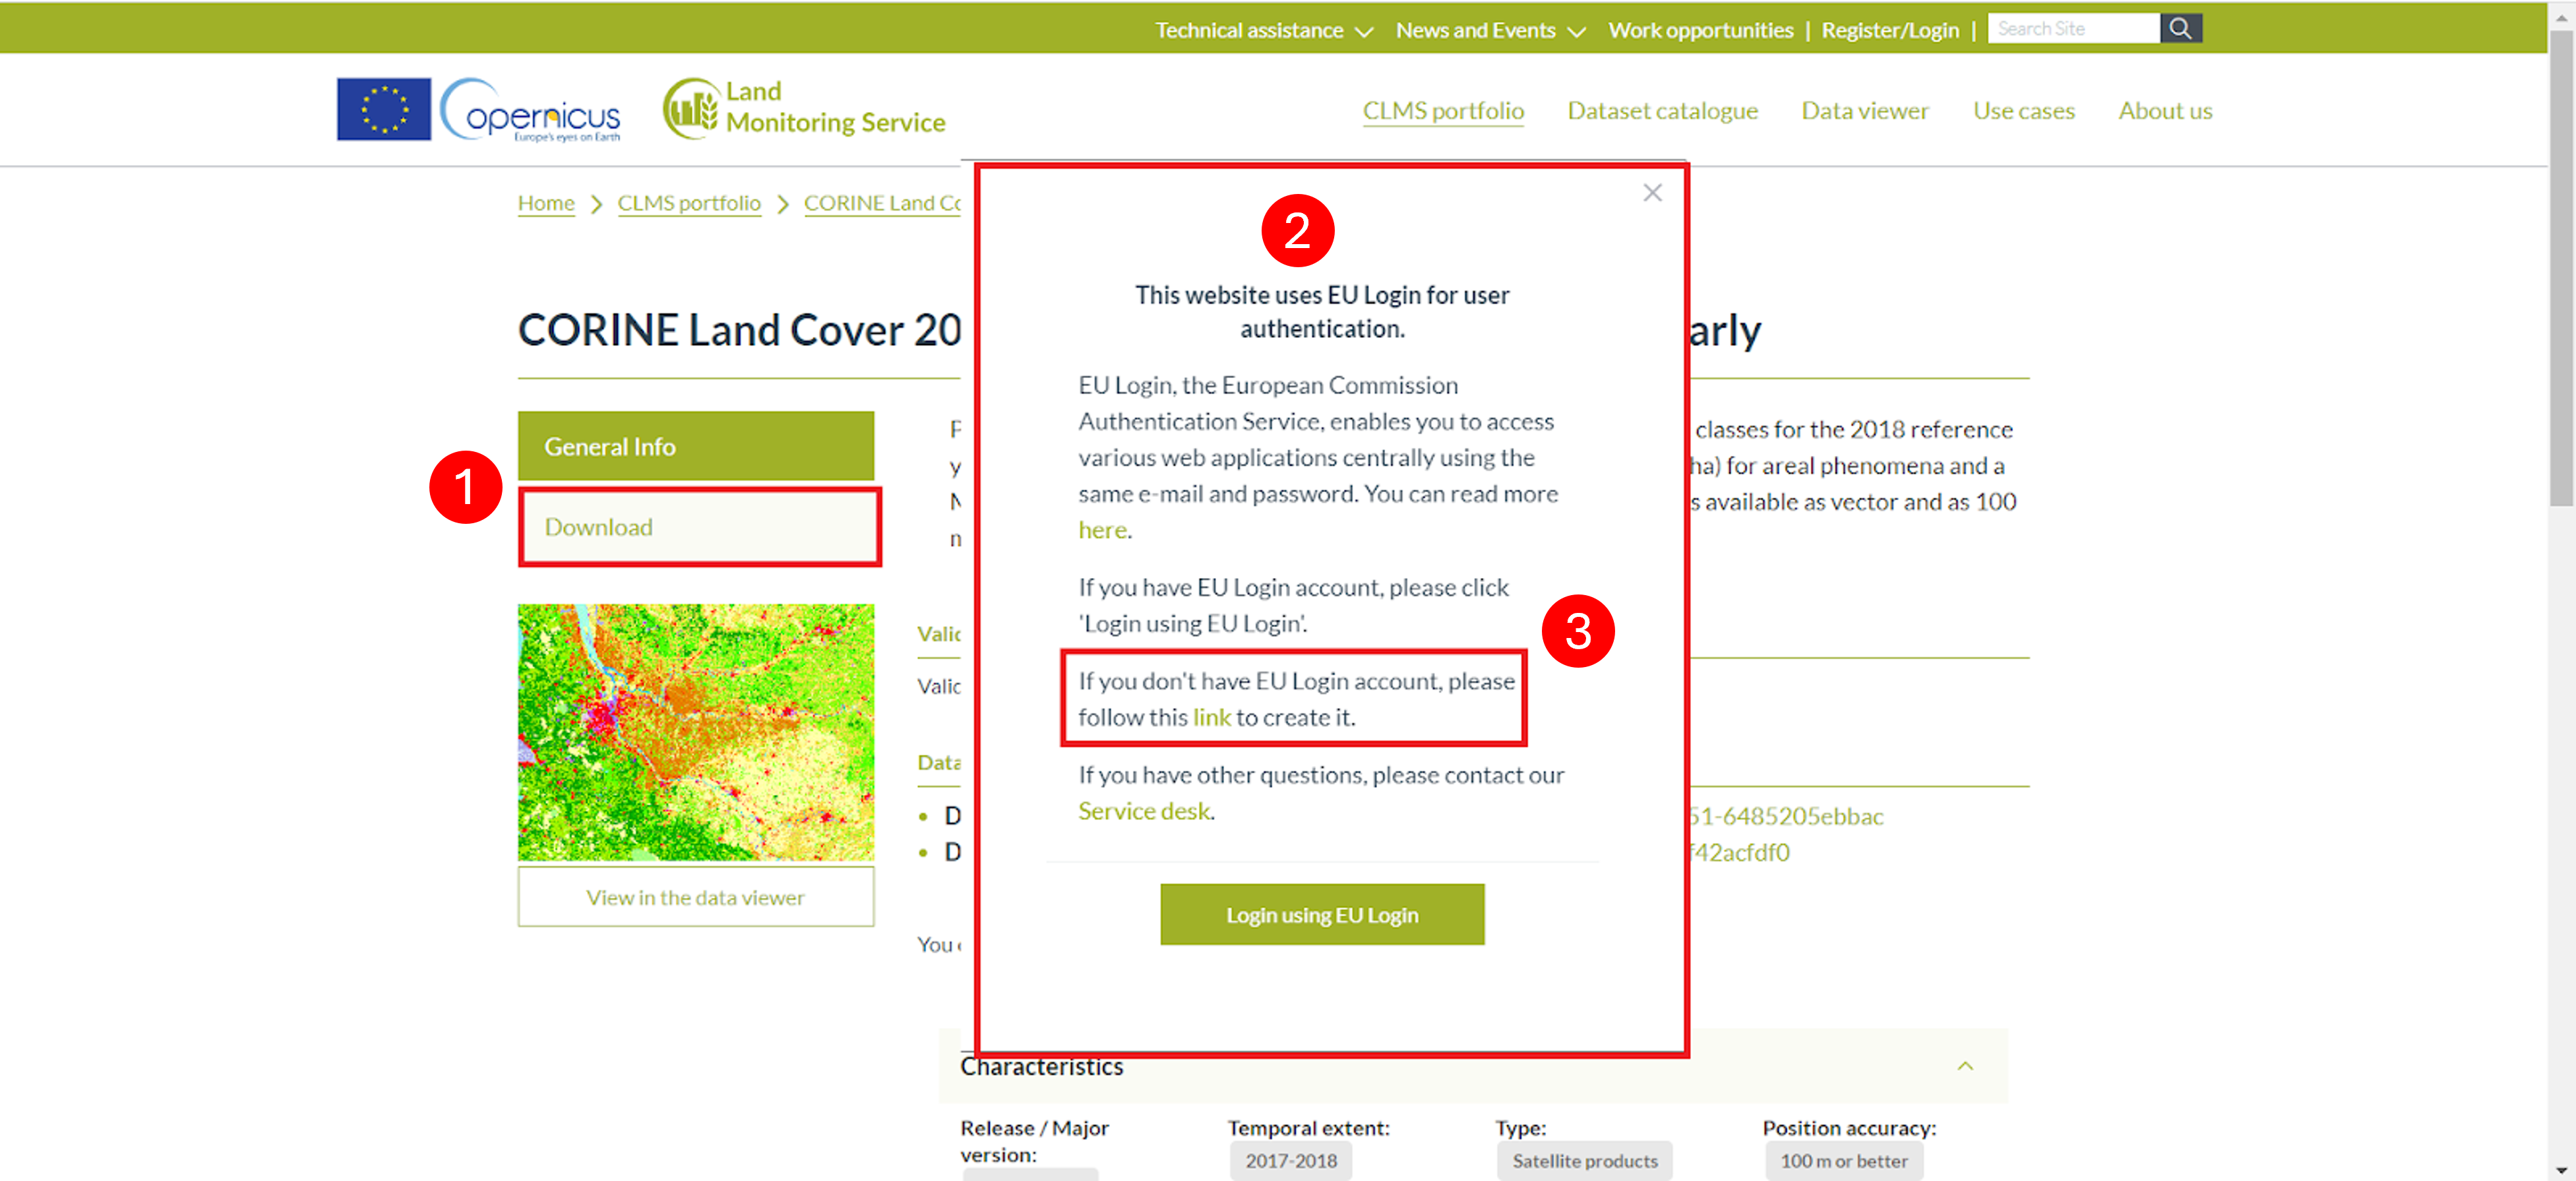 Technical assistance News and Events Work opportunities | Register/Login | Search Site
opernicus
Europe's eyes on Earth
Land
Monitoring Service
CLMS portfolio Dataset catalogue Data viewer Use cases About us
Home CLMS portfolio CORINE Land Co
CORINE Land Cover 20
arly
General Info
1
Download
classes for the 2018 reference
ha) for areal phenomena and a
s available as vector and as 100
2
This website uses EU Login for user
authentication.
EU Login, the European Commission
Authentication Service, enables you to access
various web applications centrally using the
same e-mail and password. You can read more
here.
If you have EU Login account, please click
'Login using EU Login'.
3
If you don't have EU Login account, please
follow this link to create it.
If you have other questions, please contact our
Service desk.
Login using EU Login
View in the data viewer
Valid
Valid
Data
D
D
51-6485205ebbac
f42acfdf0
You
Characteristics
Release / Major
version:
Temporal extent:
2017-2018
Type:
Satellite products
Position accuracy:
100 m or better